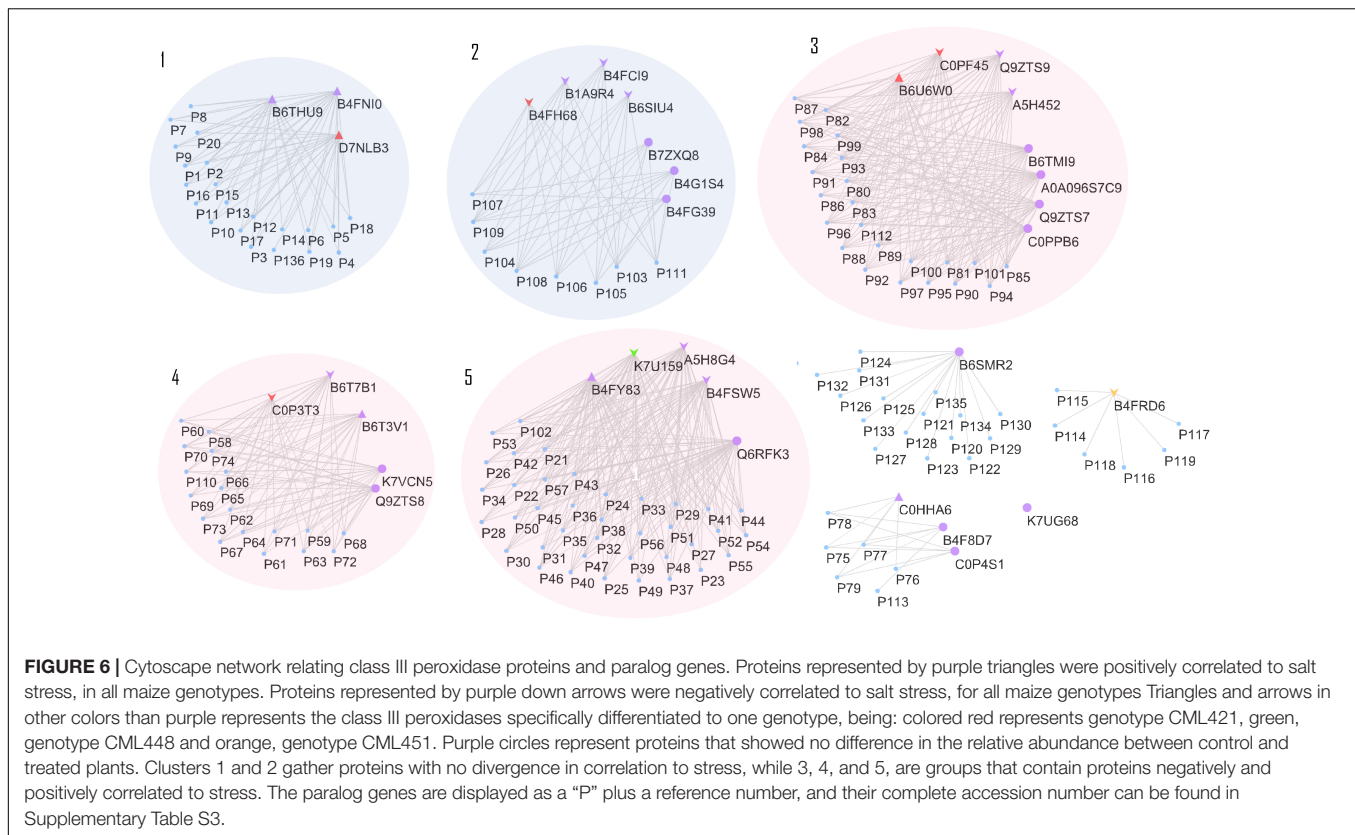 1
B6THU9
B4FNI0
D7NLB3
P8
P7
P20
P9
P1
P2
P16
P15
P11
P13
P10
P12
P17
P14
P6
P5
P18
P3
P136
P19
P4
2
B4FCI9
B1A9R4
B6SIU4
B4FH68
B7ZXQ8
B4G1S4
B4FG39
P107
P109
P104
P108
P106
P105
P103
P111
3
C0PF45
Q9ZTS9
B6U6W0
A5H452
B6TMI9
A0A096S7C9
Q9ZTS7
C0PPB6
P87
P82
P98
P99
P84
P93
P91
P80
P86
P83
P96
P112
P88
P89
P92
P100
P81
P101
P85
P97
P95
P90
P94
4
B6T7B1
C0P3T3
B6T3V1
K7VCN5
Q9ZTS8
P60
P58
P70
P74
P110
P66
P69
P65
P73
P62
P64
P71
P59
P68
P67
P61
P63
P72
5
K7U159
A5H8G4
B4FY83
B4FSW5
Q6RFK3
P102
P53
P42
P21
P26
P57
P43
P34
P22
P24
P33
P29
P41
P44
P28
P50
P45
P36
P38
P56
P51
P52
P54
P30
P31
P35
P32
P27
P55
P46
P47
P39
P48
P23
P40
P25
P49
P37
B6SMR2
P124
P132
P131
P126
P125
P135
P133
P121
P134
P130
P128
P120
P129
P127
P123
P122
B4FRD6
P115
P114
P117
P118
P119
P116
C0HHA6
B4F8D7
C0P4S1
P78
P75
P77
P79
P76
P113
K7UG68
FIGURE 6 | Cytoscape network relating class III peroxidase proteins and paralog genes. Proteins represented by purple triangles were positively correlated to salt
stress, in all maize genotypes. Proteins represented by purple down arrows were negatively correlated to salt stress, for all maize genotypes Triangles and arrows in
other colors than purple represents the class III peroxidases specifically differentiated to one genotype, being: colored red represents genotype CML421, green,
genotype CML448 and orange, genotype CML451. Purple circles represent proteins that showed no difference in the relative abundance between control and
treated plants. Clusters 1 and 2 gather proteins with no divergence in correlation to stress, while 3, 4, and 5, are groups that contain proteins negatively and
positively correlated to stress. The paralog genes are displayed as a “P” plus a reference number, and their complete accession number can be found in
Supplementary Table S3.